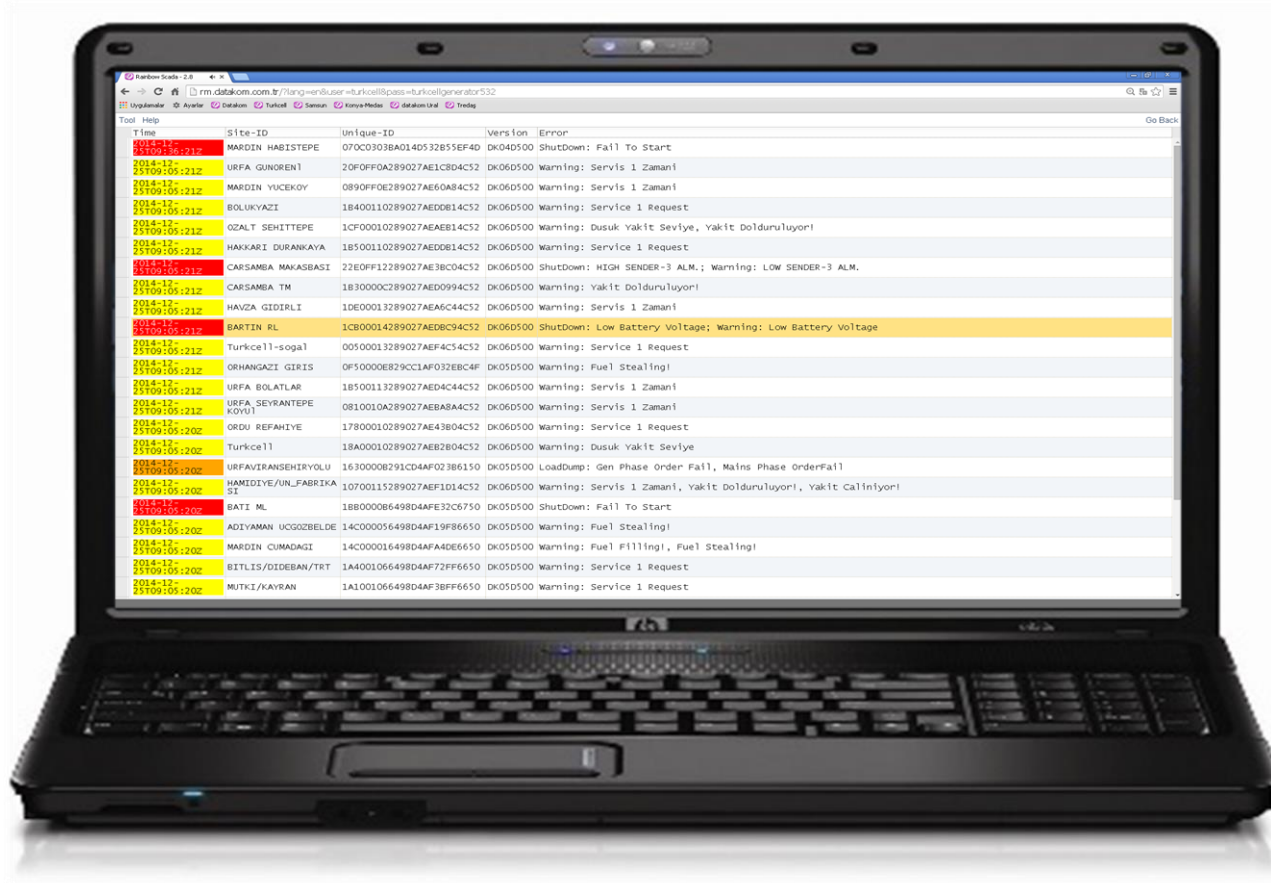 Rainbow Scada - 2.8
rm.datakom.com.tr/?lang=en&user=turkcell&pass=turkcellgenerator532
Uygulamalar Ayarlar Datakom Turkcell Samsun Konya-Medas datakom Ural Tredaş
Tool Help Go Back
Time Site-ID Unique-ID Version Error
2014-12-
25T09:36:21Z MARDIN HABISTEPE 070C0303BA014D532B55EF4D DK04D500 ShutDown: Fail To Start
2014-12-
25T09:05:21Z URFA GUNOREN1 20F0FF0A289027AE1C8D4C52 DK06D500 Warning: Servis 1 Zamani
2014-12-
25T09:05:21Z MARDIN YUCEKOY 0890FF0E289027AE60A84C52 DK06D500 Warning: Servis 1 Zamani
2014-12-
25T09:05:21Z BOLUKYAZI 1B400110289027AEDDB14C52 DK06D500 Warning: Service 1 Request
2014-12-
25T09:05:21Z OZALT SEHITTEPE 1CF00010289027AEAEB14C52 DK06D500 Warning: Dusuk Yakit Seviye, Yakit Dolduruluyor!
2014-12-
25T09:05:21Z HAKKARI DURANKAYA 1B500110289027AEDDB14C52 DK06D500 Warning: Service 1 Request
2014-12-
25T09:05:21Z CARSAMBA MAKASBASI 22E0FF12289027AE3BC04C52 DK06D500 ShutDown: HIGH SENDER-3 ALM.; Warning: LOW SENDER-3 ALM.
2014-12-
25T09:05:21Z CARSAMBA TM 1B30000C289027AED0994C52 DK06D500 Warning: Yakit Dolduruluyor!
2014-12-
25T09:05:21Z HAVZA GIDIRLI 1DE00013289027AEA6C44C52 DK06D500 Warning: Servis 1 Zamani
2014-12-
25T09:05:21Z BARTIN RL 1CB00014289027AEDBC94C52 DK06D500 ShutDown: Low Battery Voltage; Warning: Low Battery Voltage
2014-12-
25T09:05:21Z Turkcell-sogal 00500013289027AEF4C54C52 DK06D500 Warning: Service 1 Request
2014-12-
25T09:05:21Z ORHANGAZI GIRIS 0F50000E829CC1AF032EBC4F DK06D500 Warning: Fuel Stealing!
2014-12-
25T09:05:21Z URFA BOLATLAR 1B500113289027AED4C44C52 DK06D500 Warning: Servis 1 Zamani
2014-12-
25T09:05:21Z URFA SEYRANTEPE
KOYU1 0810010A289027AEBA8A4C52 DK06D500 Warning: Servis 1 Zamani
2014-12-
25T09:05:20Z ORDU REFAHIYE 17800010289027AE43B04C52 DK06D500 Warning: Service 1 Request
2014-12-
25T09:05:20Z Turkcell 18A00010289027AEB2B04C52 DK06D500 Warning: Dusuk Yakit Seviye
2014-12-
25T09:05:20Z URFAVIRANSEHIRYOLU 1630000B291CD4AF023B6150 DK05D500 LoadDump: Gen Phase Order Fail, Mains Phase OrderFail
2014-12-
25T09:05:20Z HAMIDIYE/UN_FABRIKA
SI 10700115289027AEF1D14C52 DK06D500 Warning: Servis 1 Zamani, Yakit Dolduruluyor!, Yakit Caliniyor!
2014-12-
25T09:05:20Z BATI ML 1BB0000B6498D4AFE32C6750 DK05D500 ShutDown: Fail To Start
2014-12-
25T09:05:20Z ADIYAMAN UCGOZBELDE 14C000056498D4AF19F86650 DK05D500 Warning: Fuel Stealing!
2014-12-
25T09:05:20Z MARDIN CUMADAGI 14C000016498D4AFA4DE6650 DK05D500 Warning: Fuel Filling!, Fuel Stealing!
2014-12-
25T09:05:20Z BITLIS/DIDEBAN/TRT 1A4001066498D4AF72FF6650 DK05D500 Warning: Service 1 Request
2014-12-
25T09:05:20Z MUTKI/KAYRAN 1A1001066498D4AF3BFF6650 DK05D500 Warning: Service 1 Request
hp